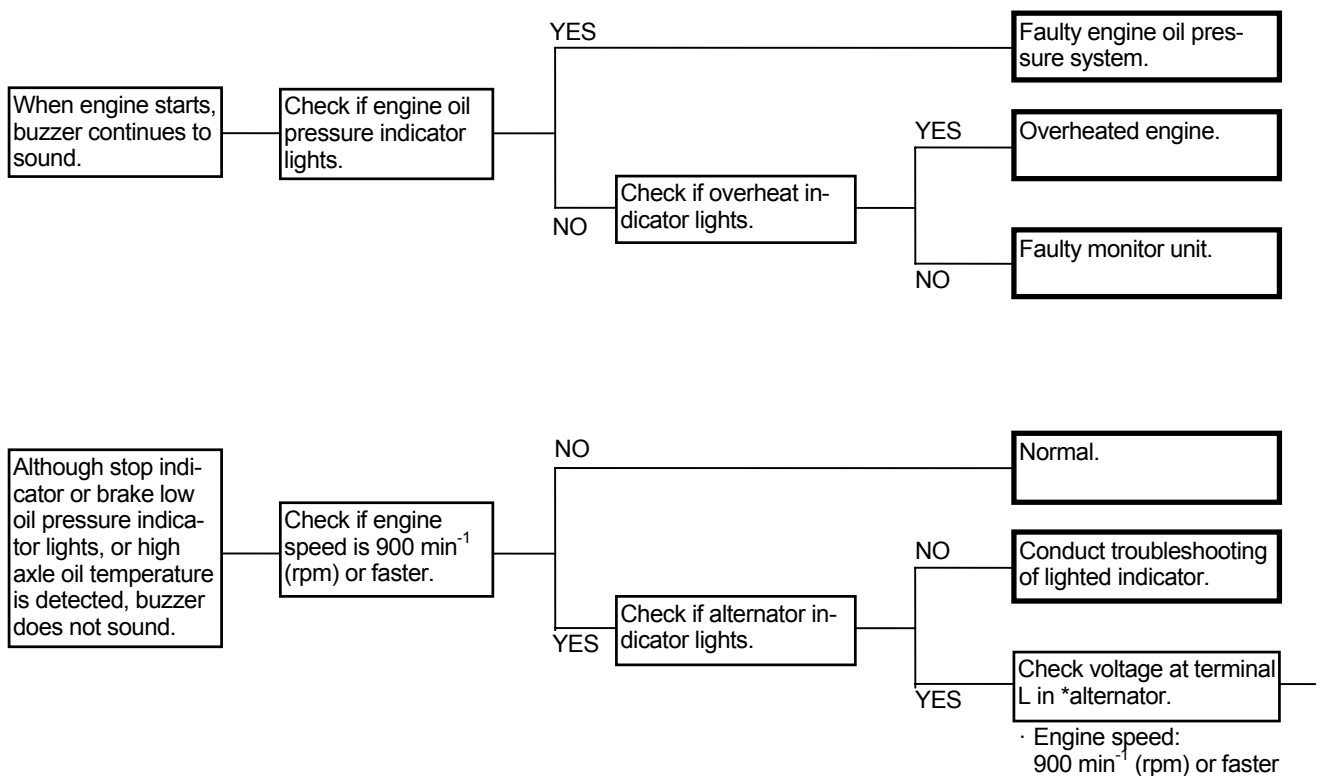 YES
Faulty engine oil pres-
sure system.
When engine starts,
buzzer continues to
sound.
Check if engine oil
pressure indicator
lights.
YES
Overheated engine.
NO
Check if overheat in-
dicator lights.
NO
Faulty monitor unit.
Although stop indi-
cator or brake low
oil pressure indica-
tor lights, or high
axle oil temperature
is detected, buzzer
does not sound.
Check if engine
speed is 900 min-1
(rpm) or faster.
NO
Normal.
NO
Conduct troubleshooting
of lighted indicator.
YES
Check if alternator in-
dicator lights.
YES
Check voltage at terminal
L in *alternator.
· Engine speed:
900 min-1 (rpm) or faster